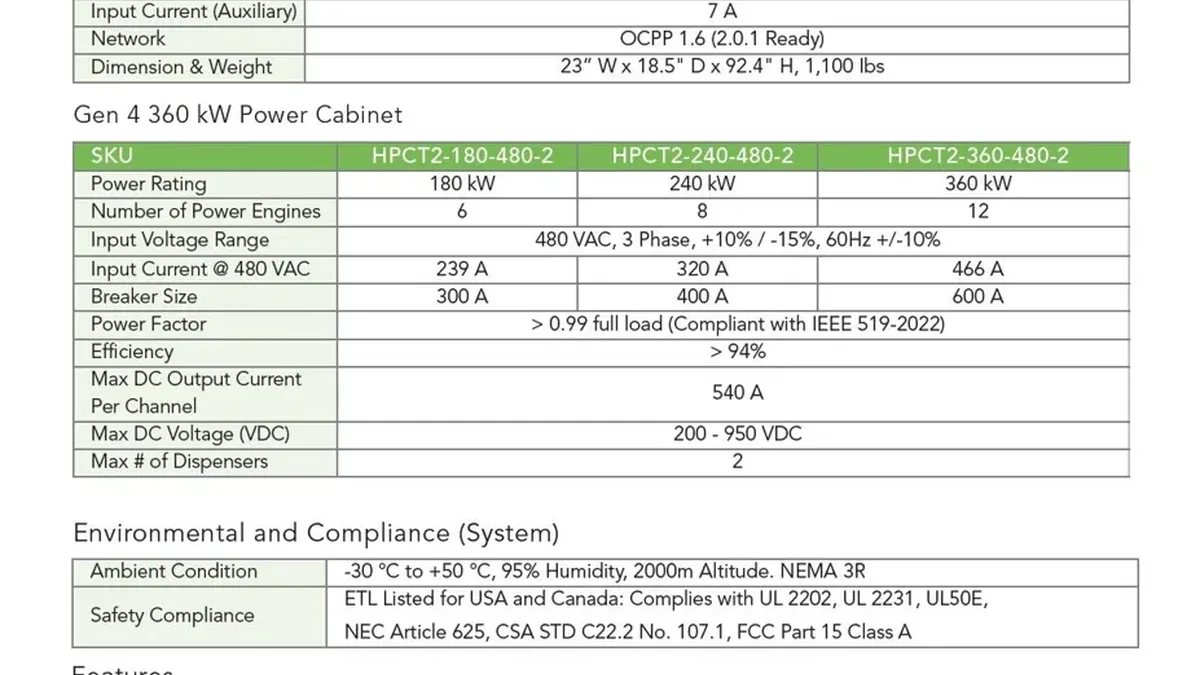 Input Current (Auxiliary) 7 A
Network OCPP 1.6 (2.0.1 Ready)
Dimension & Weight 23” W x 18.5" D x 92.4" H, 1,100 lbs
Gen 4 360 kW Power Cabinet
SKU HPCT2-180-480-2 HPCT2-240-480-2 HPCT2-360-480-2
Power Rating 180 kW 240 kW 360 kW
Number of Power Engines 6 8 12
Input Voltage Range 480 VAC, 3 Phase, +10% / -15%, 60Hz +/-10%
Input Current @ 480 VAC 239 A 320 A 466 A
Breaker Size 300 A 400 A 600 A
Power Factor > 0.99 full load (Compliant with IEEE 519-2022)
Efficiency > 94%
Max DC Output Current
Per Channel 540 A
Max DC Voltage (VDC) 200 - 950 VDC
Max # of Dispensers 2
Environmental and Compliance (System)
Ambient Condition -30 °C to +50 °C, 95% Humidity, 2000m Altitude. NEMA 3R
Safety Compliance ETL Listed for USA and Canada: Complies with UL 2202, UL 2231, UL50E,
NEC Article 625, CSA STD C22.2 No. 107.1, FCC Part 15 Class A
Features